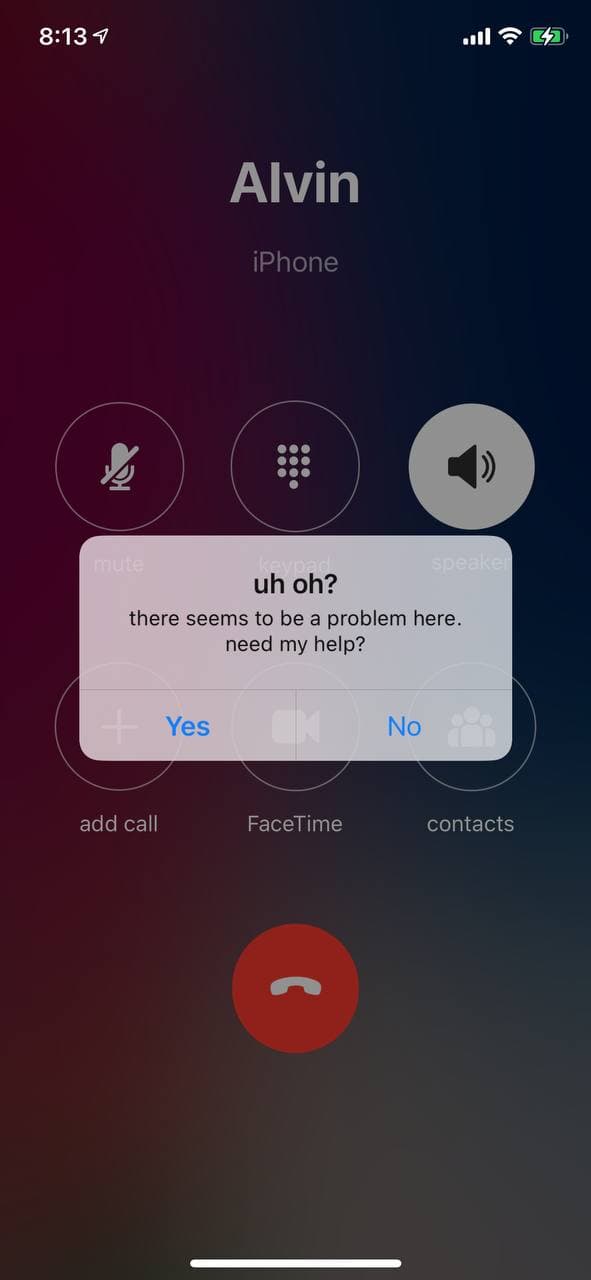 8:13
Alvin
iPhone
mute keypad speaker
uh oh?
there seems to be a problem here.
need my help?
Yes No
add call FaceTime contacts